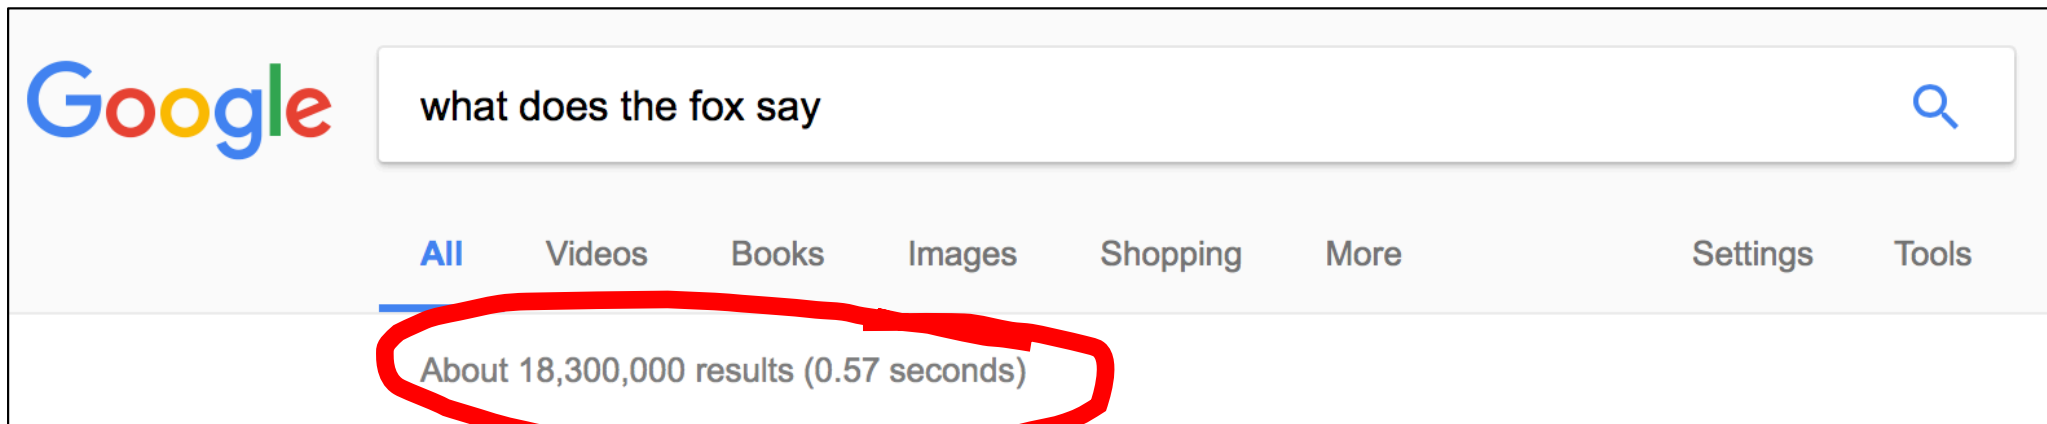 Google what does the fox say
All Videos Books Images Shopping More Settings Tools
About 18,300,000 results (0.57 seconds)